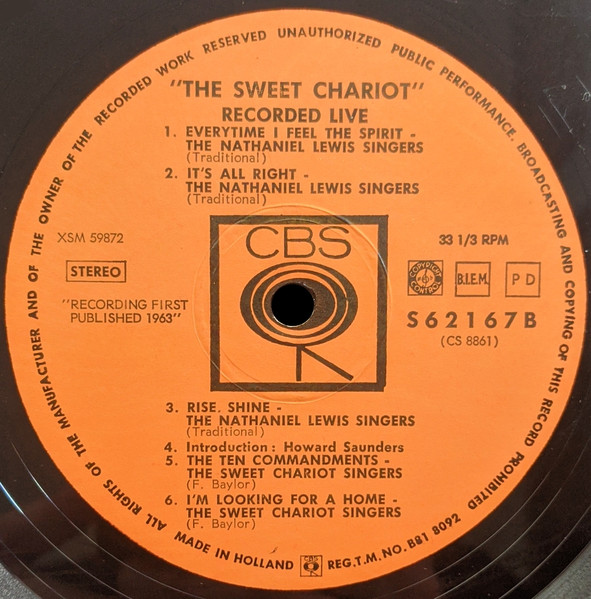 ALL RIGHTS OF THE MANUFACTURER AND OF THE OWNER OF THE RECORDED WORK RESERVED UNAUTHORIZED PUBLIC PERFORMANCE. BROADCASTING AND COPYING OF THIS RECORD PROHIBITED
"THE SWEET CHARIOT"
RECORDED LIVE
1. EVERYTIME I FEEL THE SPIRIT -
THE NATHANIEL LEWIS SINGERS
(Traditional)
2. IT'S ALL RIGHT -
THE NATHANIEL LEWIS SINGERS
(Traditional)
CBS
XSM 59872
STEREO
"RECORDING FIRST
PUBLISHED 1963"
33 1/3 RPM
COPYRIGHT CONTROL
B.I.E.M.
P D
S 62167B
(CS 8861)
3. RISE. SHINE -
THE NATHANIEL LEWIS SINGERS
(Traditional)
4. Introduction: Howard Saunders
5. THE TEN COMMANDMENTS -
THE SWEET CHARIOT SINGERS
(F. Baylor)
6. I'M LOOKING FOR A HOME -
THE SWEET CHARIOT SINGERS
(F. Baylor)
MADE IN HOLLAND CBS REG.T.M. NO. B81 8092